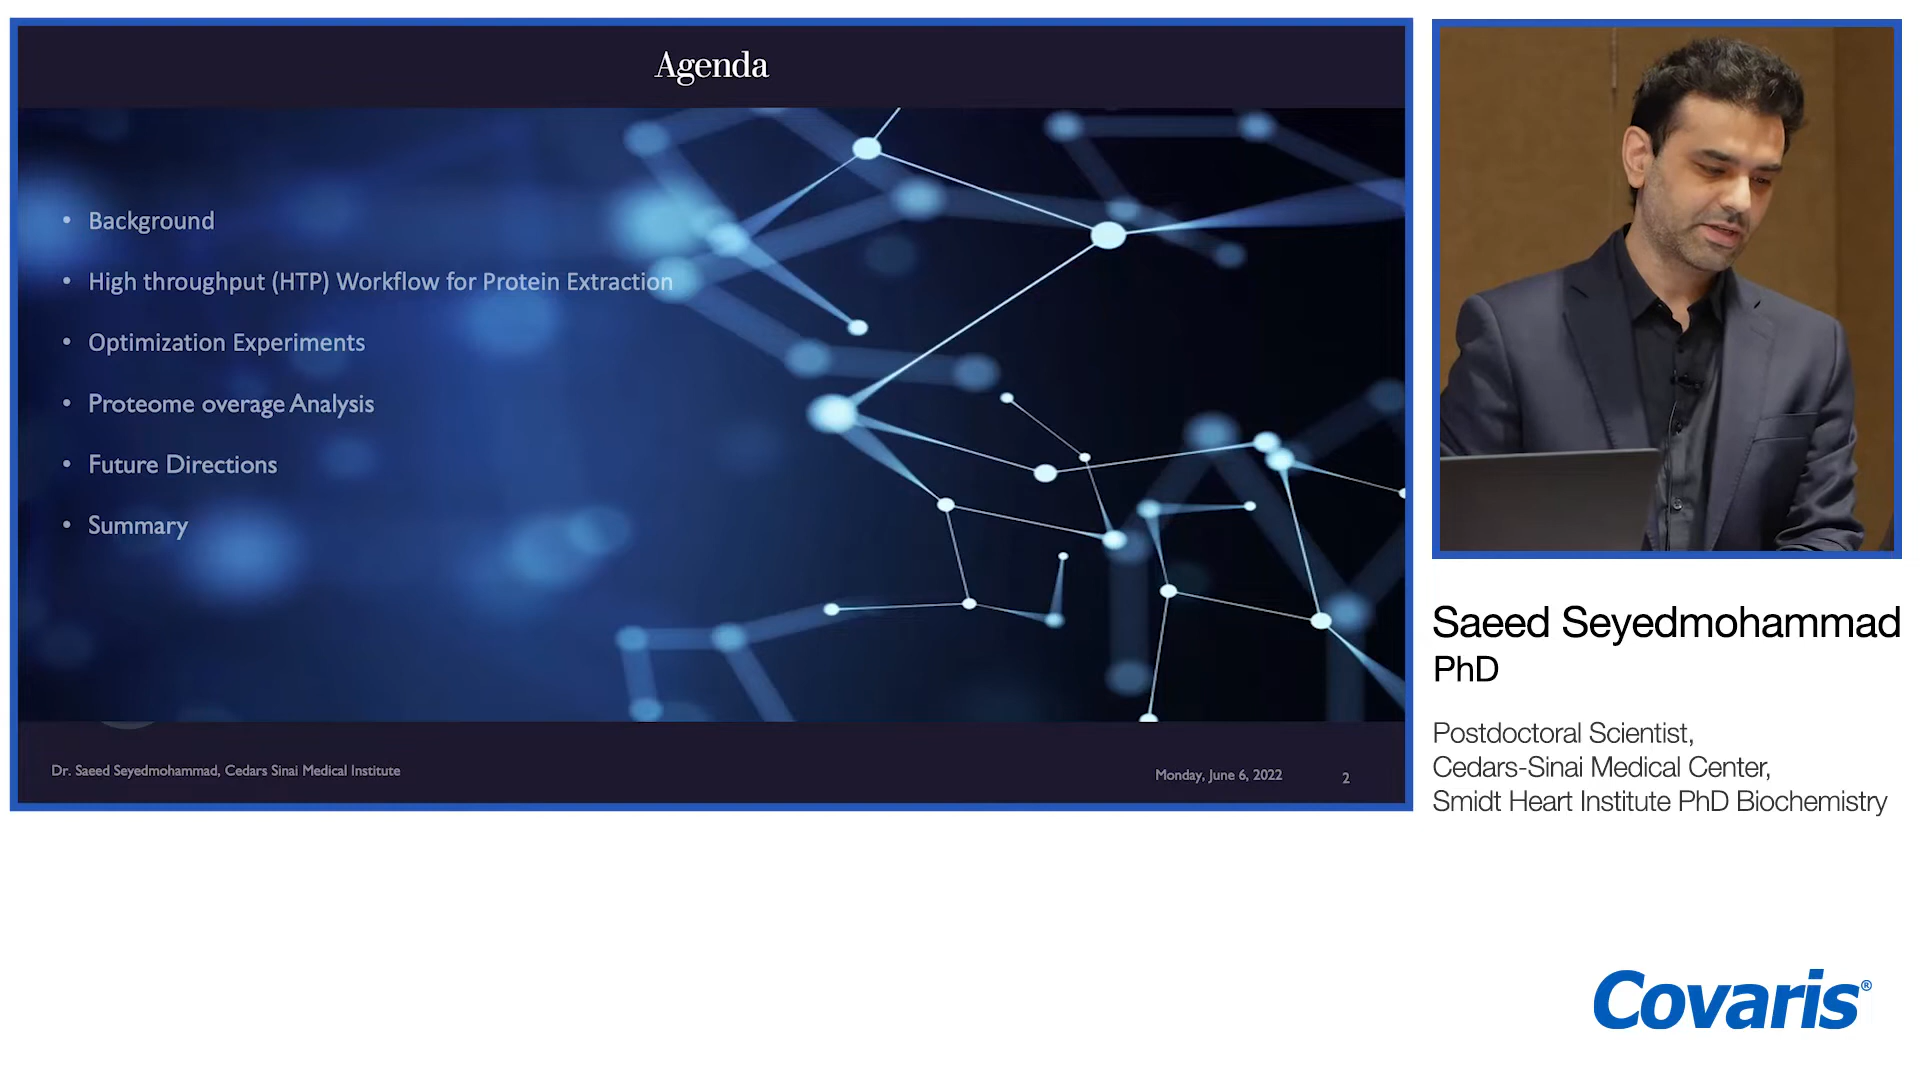 Agenda
• Background
• High throughput (HTP) Workflow for Protein Extraction
• Optimization Experiments
• Proteome overage Analysis
• Future Directions
• Summary
Dr. Saeed Seyedmohammad, Cedars Sinai Medical Institute
Monday, June 6, 2022
2
Saeed Seyedmohammad
PhD
Postdoctoral Scientist,
Cedars-Sinai Medical Center,
Smidt Heart Institute PhD Biochemistry
Covaris®